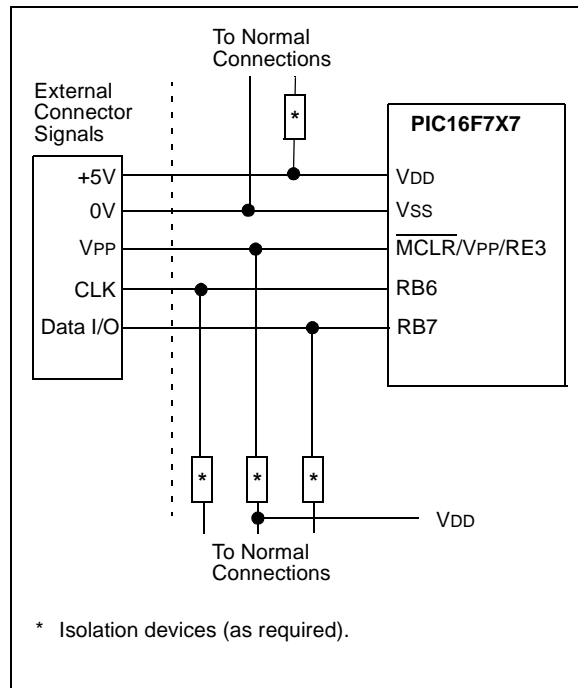 To Normal
Connections
External
Connector
Signals
PIC16F7X7
*
+5V
VDD
0V
VSS
VPP
MCLR/VPP/RE3
CLK
RB6
Data I/O
RB7
* * *
VDD
To Normal
Connections
* Isolation devices (as required).